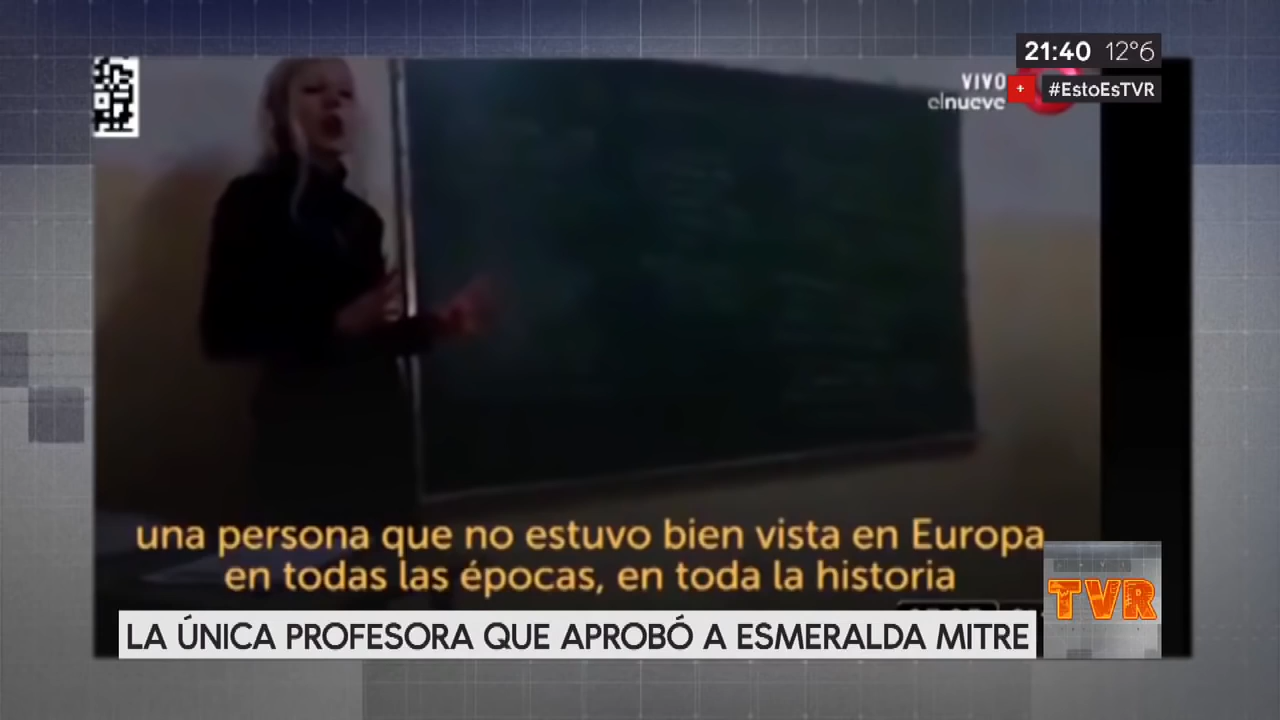 21:40 12°6
VIVO
elnueve
+ #EstoEsTVR
una persona que no estuvo bien vista en Europa
en todas las épocas, en toda la historia
LA ÚNICA PROFESORA QUE APROBÓ A ESMERALDA MITRE
TVR